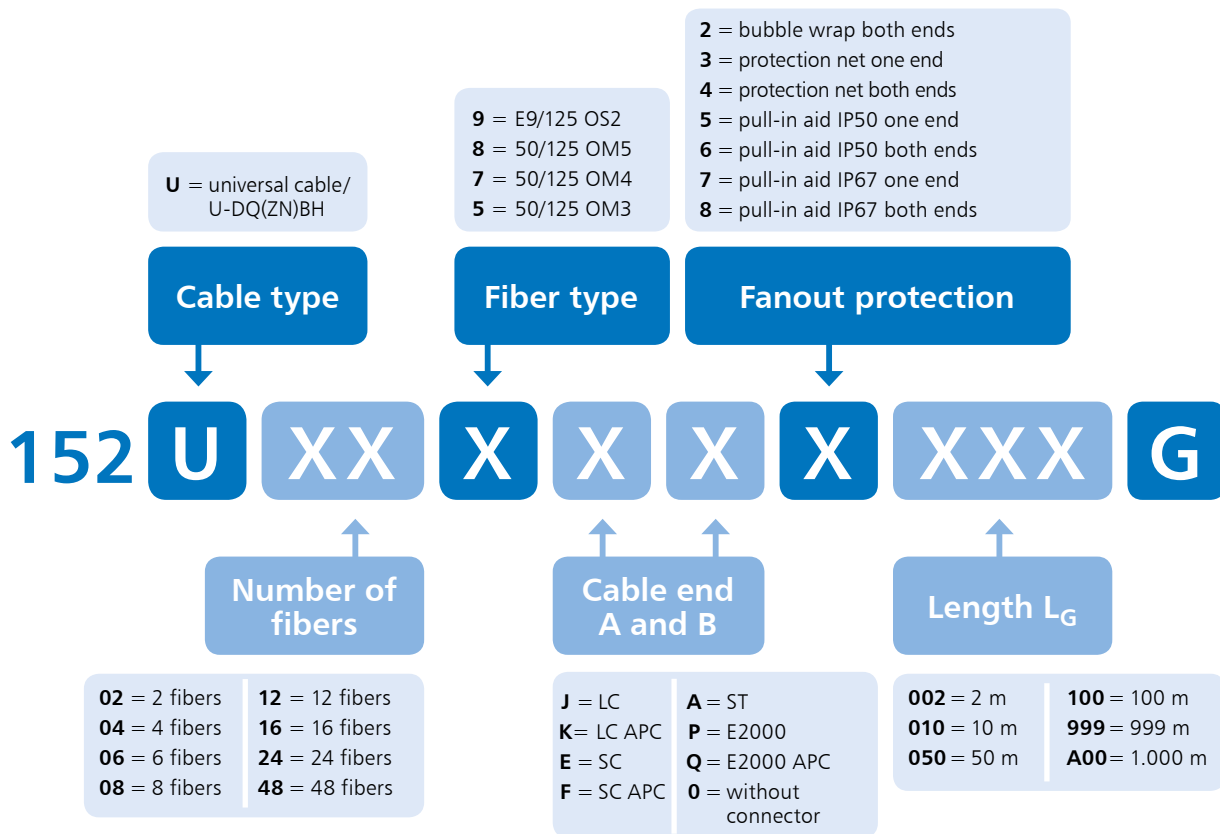 2 = bubble wrap both ends
3 = protection net one end
4 = protection net both ends
5 = pull-in aid IP50 one end
6 = pull-in aid IP50 both ends
7 = pull-in aid IP67 one end
8 = pull-in aid IP67 both ends
9 = E9/125 OS2
8 = 50/125 OM5
7 = 50/125 OM4
5 = 50/125 OM3
U = universal cable/
U-DQ(ZN)BH
Cable type
Fiber type
Fanout protection
152 U XX X X X X XXX G
Number of
fibers
Cable end
A and B
Length LG
02 = 2 fibers
04 = 4 fibers
06 = 6 fibers
08 = 8 fibers
12 = 12 fibers
16 = 16 fibers
24 = 24 fibers
48 = 48 fibers
J = LC
K= LC APC
E = SC
F = SC APC
A = ST
P = E2000
Q = E2000 APC
0 = without
connector
002 = 2 m
010 = 10 m
050 = 50 m
100 = 100 m
999 = 999 m
A00 = 1.000 m